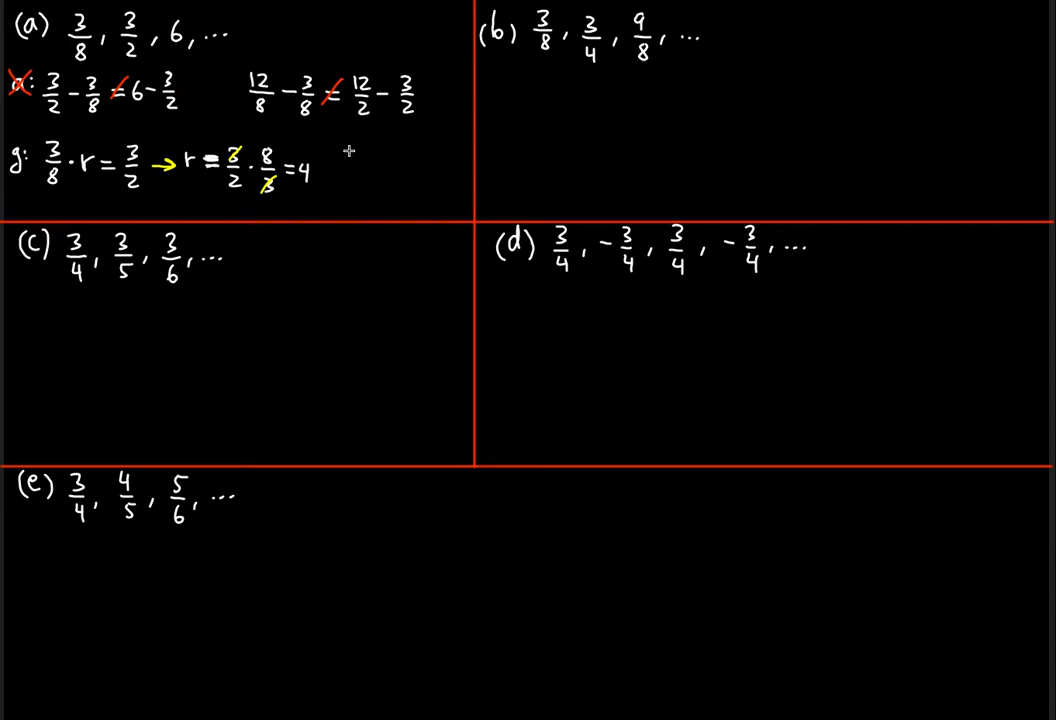 (a) 3/8, 3/2, 6, ...
a: 3/2 - 3/8 = 6 - 3/2    12/8 - 3/8 = 12/2 - 3/2
g: 3/8 · r = 3/2 → r = 3/2 · 8/3 = 4
(b) 3/8, 3/4, 9/8, ...
(c) 3/4, 3/5, 3/6, ...
(d) 3/4, -3/4, 3/4, -3/4, ...
(e) 3/4, 4/5, 5/6, ...